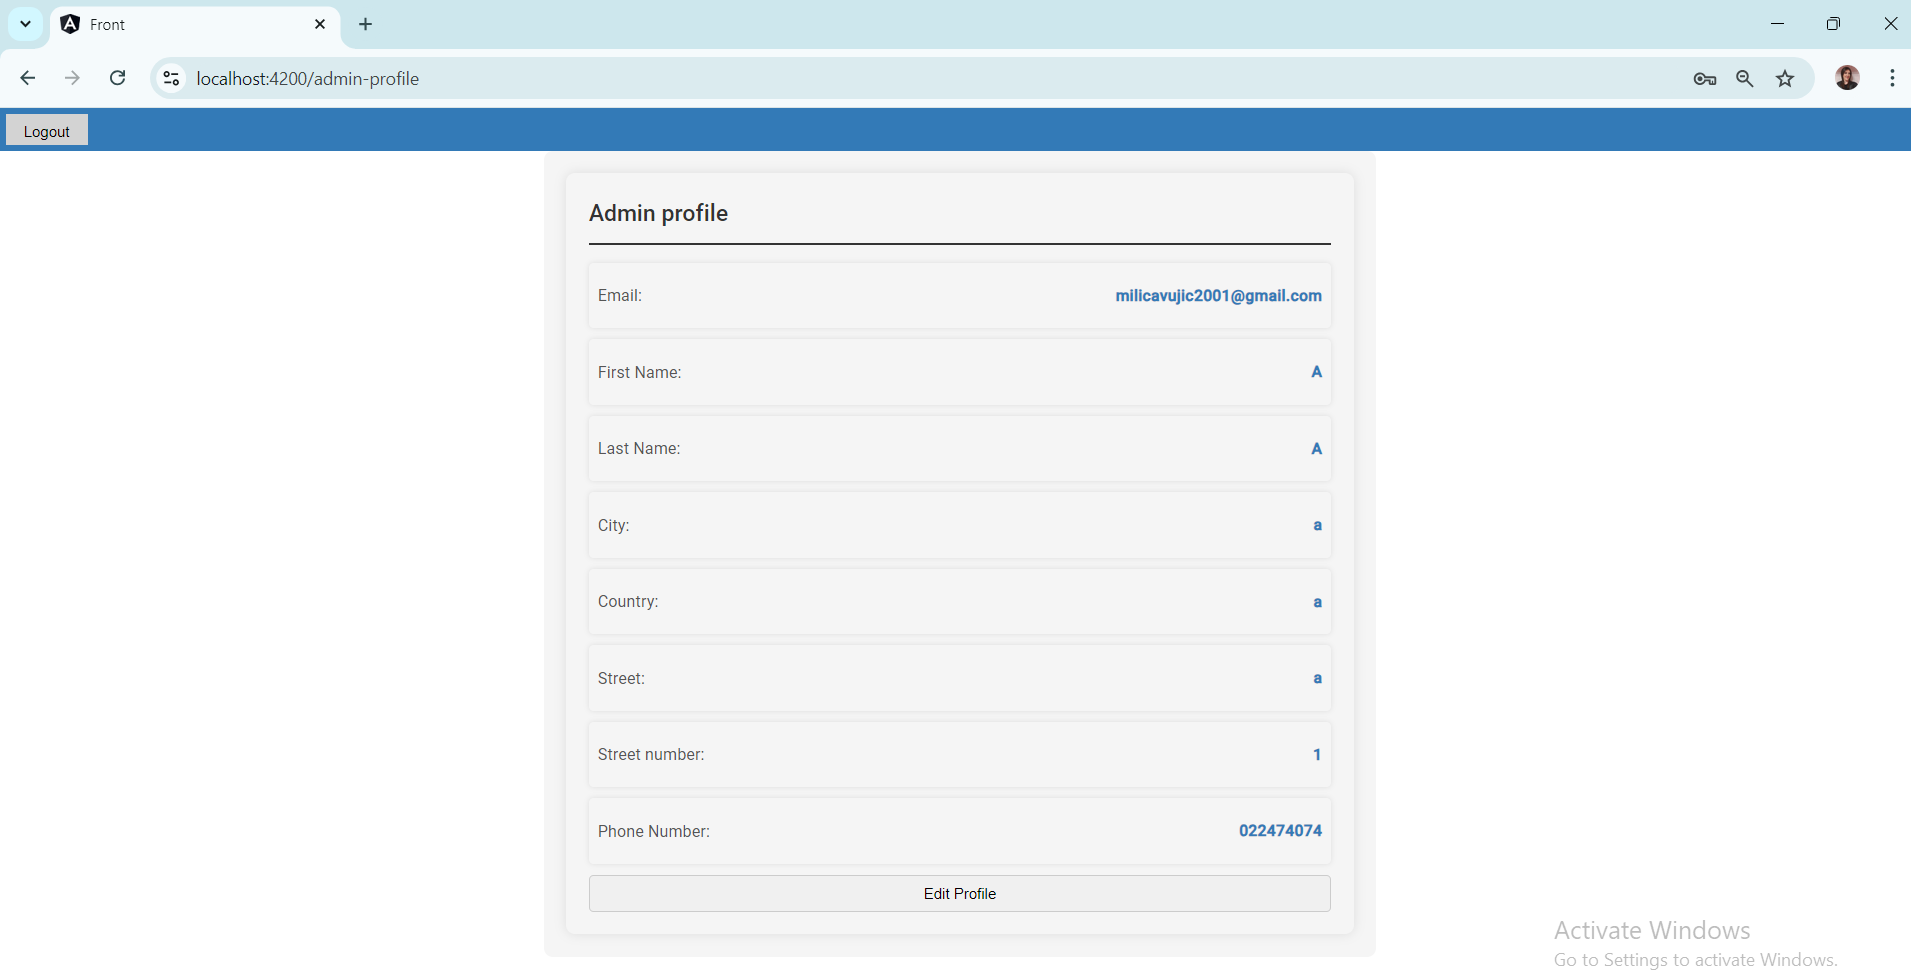 Front
localhost:4200/admin-profile
Logout
Admin profile
Email: milicavujic2001@gmail.com
First Name: A
Last Name: A
City: a
Country: a
Street: a
Street number: 1
Phone Number: 022474074
Edit Profile
Activate Windows
Go to Settings to activate Windows.